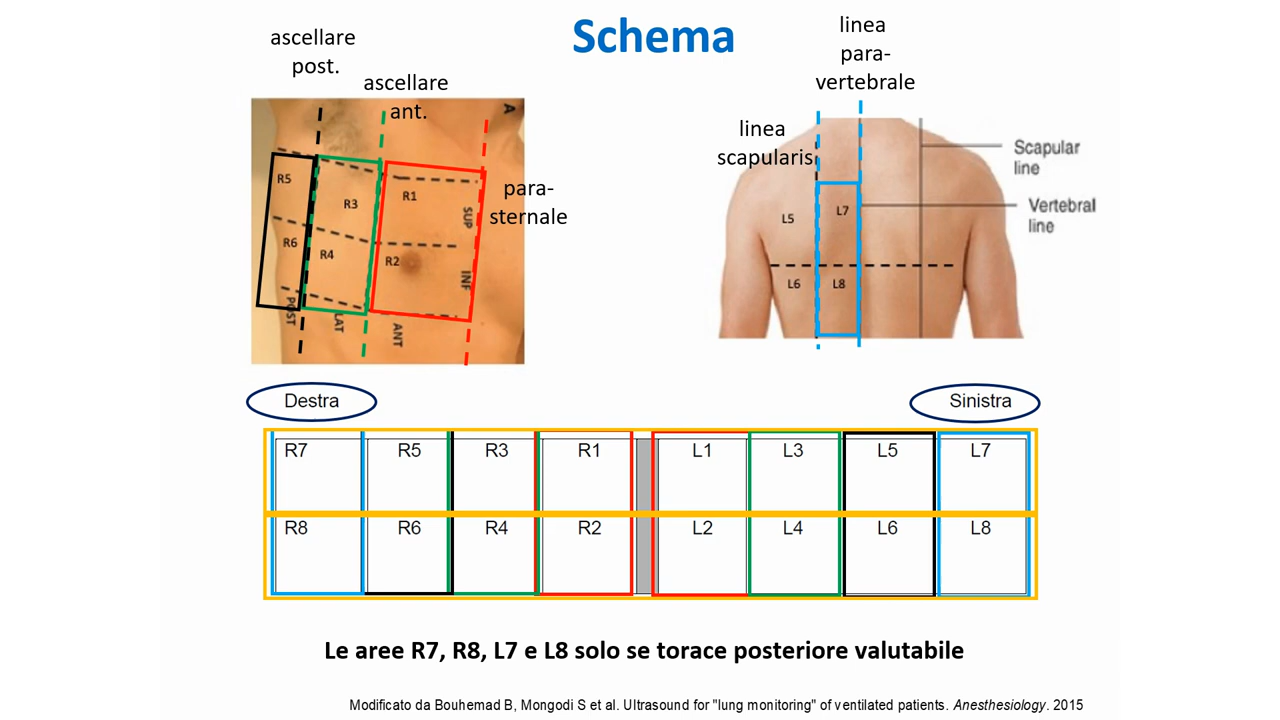 Schema
ascellare
post.
ascellare
ant.
para-
sternale
A
R5
R3
R1
R6
R4
R2
SUP
INF
POST
LAT
ANT
linea
para-
vertebrale
linea
scapularis
Scapular
line
Vertebral
line
L5
L7
L6
L8
Destra
Sinistra
R7 R5 R3 R1 L1 L3 L5 L7
R8 R6 R4 R2 L2 L4 L6 L8
Le aree R7, R8, L7 e L8 solo se torace posteriore valutabile
Modificato da Bouhemad B, Mongodi S et al. Ultrasound for "lung monitoring" of ventilated patients. Anesthesiology. 2015